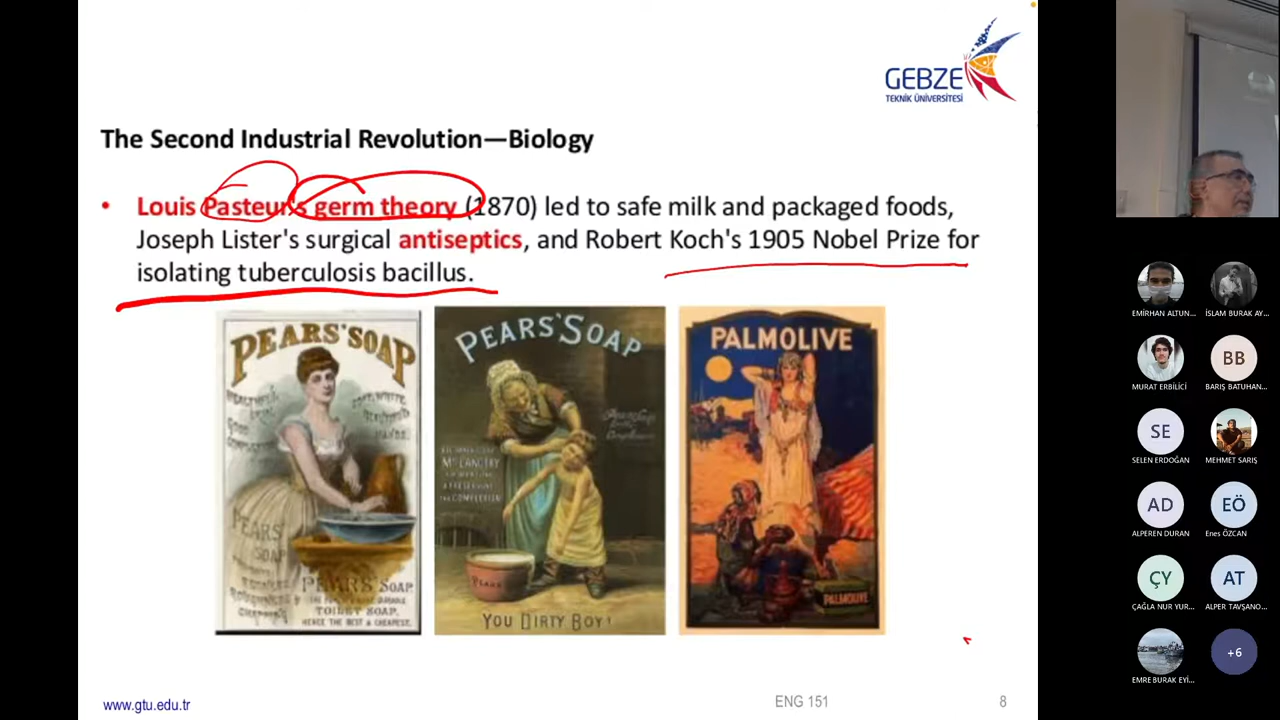 GEBZE
TEKNİK ÜNİVERSİTESİ
The Second Industrial Revolution—Biology
• Louis Pasteur's germ theory (1870) led to safe milk and packaged foods,
Joseph Lister's surgical antiseptics, and Robert Koch's 1905 Nobel Prize for
isolating tuberculosis bacillus.
PEARS' SOAP
PEARS'
SOAP
PEARS' SOAP
TOILET SOAP,
HENCE THE BEST & CHEAPEST.
PEARS' SOAP
PEARS
YOU DIRTY BOY!
PALMOLIVE
PALMOLIVE
www.gtu.edu.tr
ENG 151
8
EMİRHAN ALTUN...
İSLAM BURAK AY...
MURAT ERBİLİCİ
BB
BARIŞ BATUHAN...
SE
SELEN ERDOĞAN
MEHMET SARIŞ
AD
ALPEREN DURAN
EÖ
Enes ÖZCAN
ÇY
ÇAĞLA NUR YUR...
AT
ALPER TAVŞANO...
EMRE BURAK EYİ...
+6